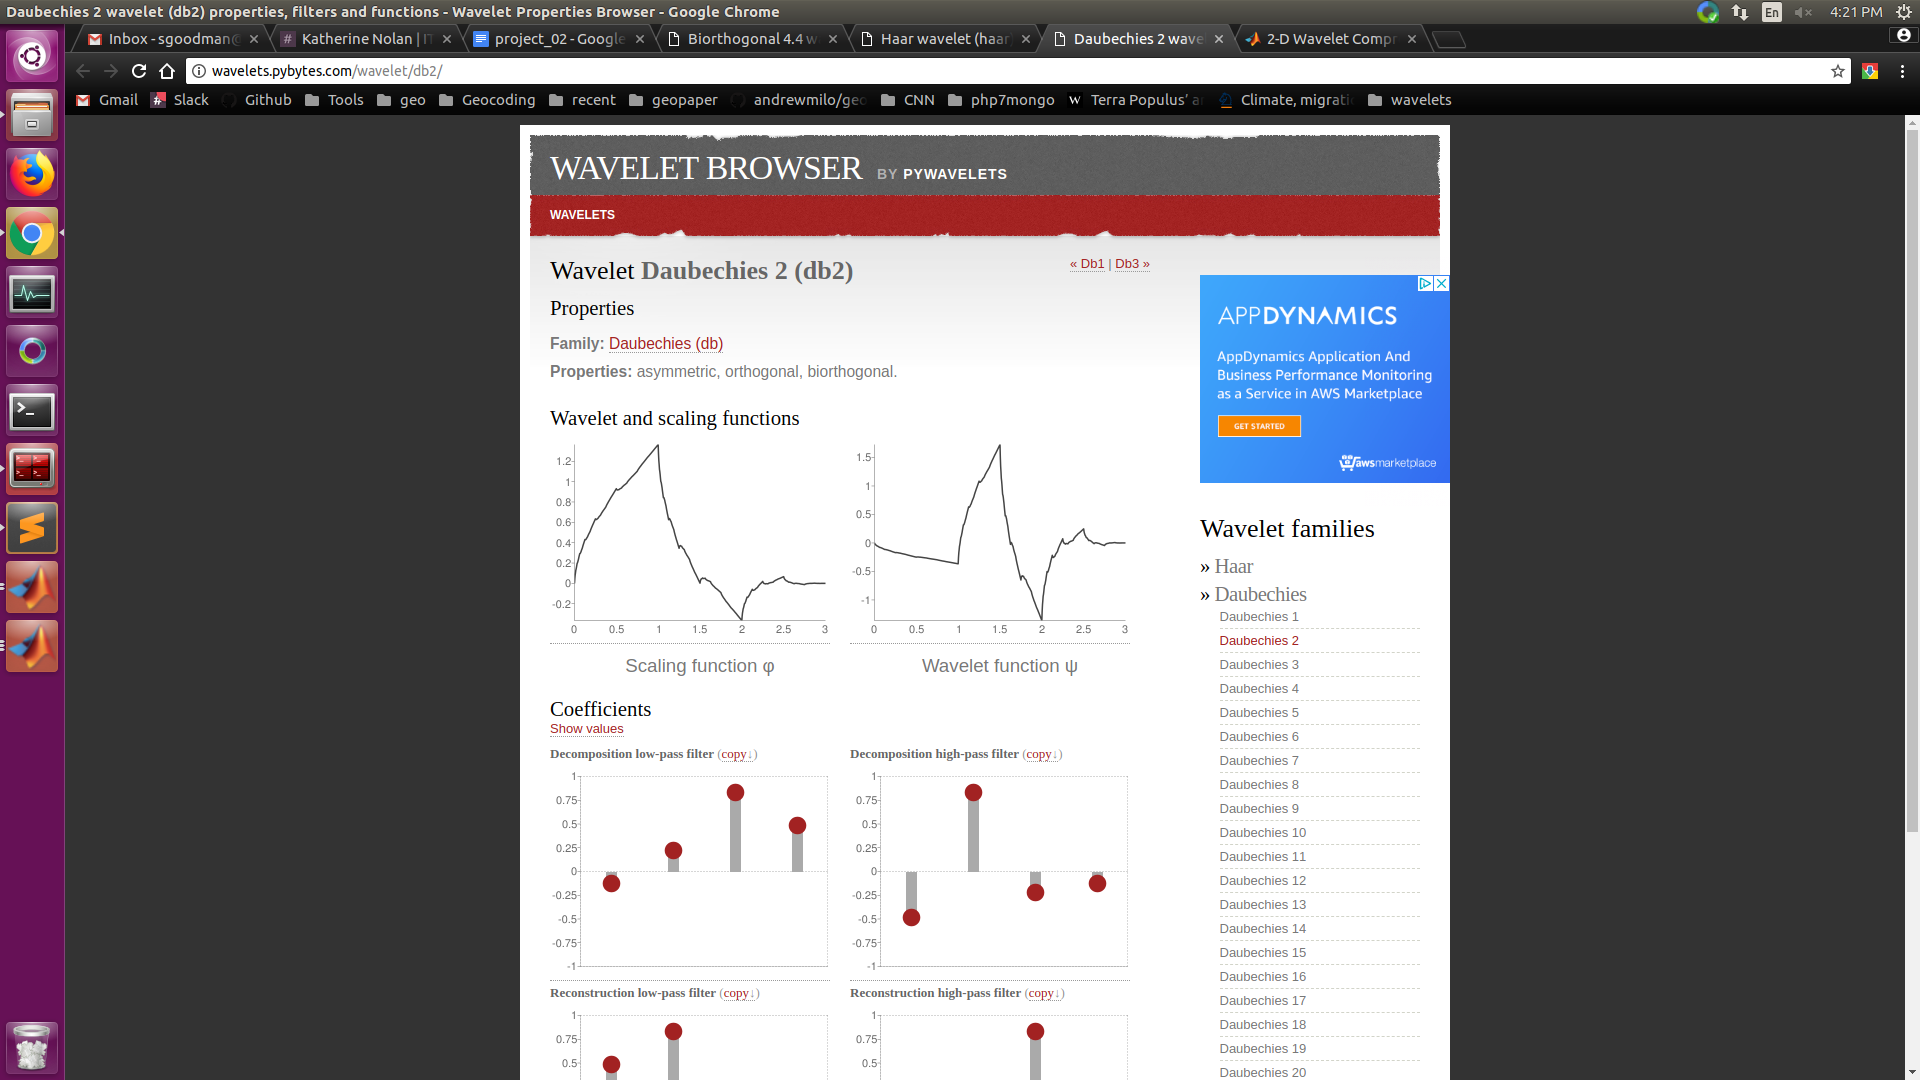 Daubechies 2 wavelet (db2) properties, filters and functions - Wavelet Properties Browser - Google Chrome
En
4:21 PM
Inbox - sgoodman@
Katherine Nolan | I
project_02 - Google
Biorthogonal 4.4 w
Haar wavelet (haar
Daubechies 2 wave
2-D Wavelet Compr
wavelets.pybytes.com/wavelet/db2/
Gmail
Slack
Github
Tools
geo
Geocoding
recent
geopaper
andrewmilo/geo
CNN
php7mongo
W Terra Populus' a
Climate, migrati
wavelets
WAVELET BROWSER BY PYWAVELETS
WAVELETS
Wavelet Daubechies 2 (db2)
« Db1 | Db3 »
Properties
Family: Daubechies (db)
Properties: asymmetric, orthogonal, biorthogonal.
Wavelet and scaling functions
1.2
1
0.8
0.6
0.4
0.2
0
-0.2
0 0.5 1 1.5 2 2.5 3
Scaling function φ
1.5
1
0.5
0
-0.5
-1
0 0.5 1 1.5 2 2.5 3
Wavelet function ψ
Coefficients
Show values
Decomposition low-pass filter (copy↓)
1
0.75
0.5
0.25
0
-0.25
-0.5
-0.75
-1
Decomposition high-pass filter (copy↓)
1
0.75
0.5
0.25
0
-0.25
-0.5
-0.75
-1
Reconstruction low-pass filter (copy↓)
1
0.75
0.5
Reconstruction high-pass filter (copy↓)
1
0.75
0.5
APPDYNAMICS
AppDynamics Application And
Business Performance Monitoring
as a Service in AWS Marketplace
GET STARTED
awsmarketplace
Wavelet families
» Haar
» Daubechies
Daubechies 1
Daubechies 2
Daubechies 3
Daubechies 4
Daubechies 5
Daubechies 6
Daubechies 7
Daubechies 8
Daubechies 9
Daubechies 10
Daubechies 11
Daubechies 12
Daubechies 13
Daubechies 14
Daubechies 15
Daubechies 16
Daubechies 17
Daubechies 18
Daubechies 19
Daubechies 20